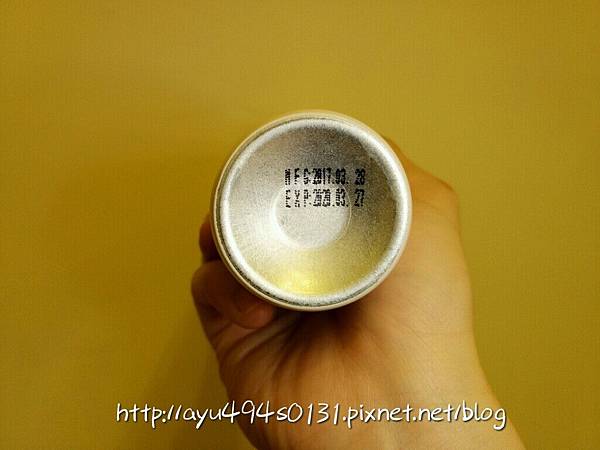 MFG:2017.03. 28
EXP:2020.03. 27
http://ayu494s0131.pixnet.net/blog